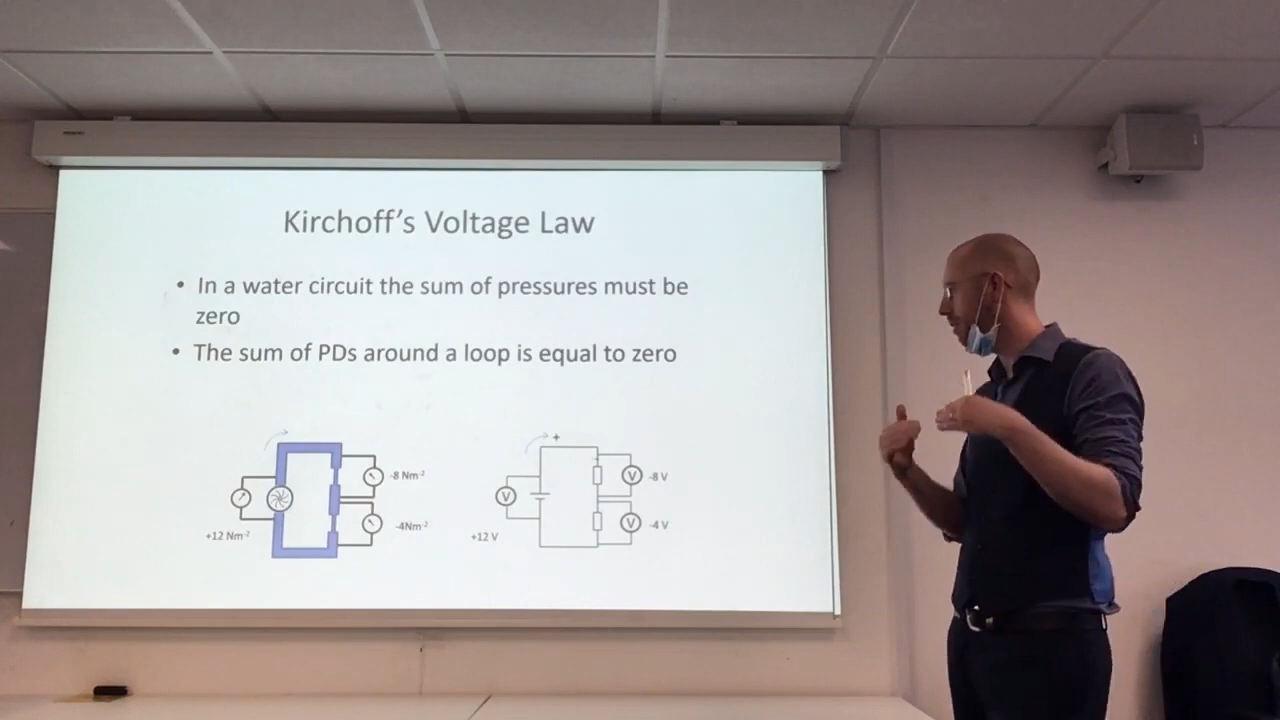 Kirchoff's Voltage Law
• In a water circuit the sum of pressures must be
zero
• The sum of PDs around a loop is equal to zero
+
-8 Nm⁻²
V
-8 V
V
-4Nm⁻²
V
-4 V
+12 Nm⁻²
+12 V